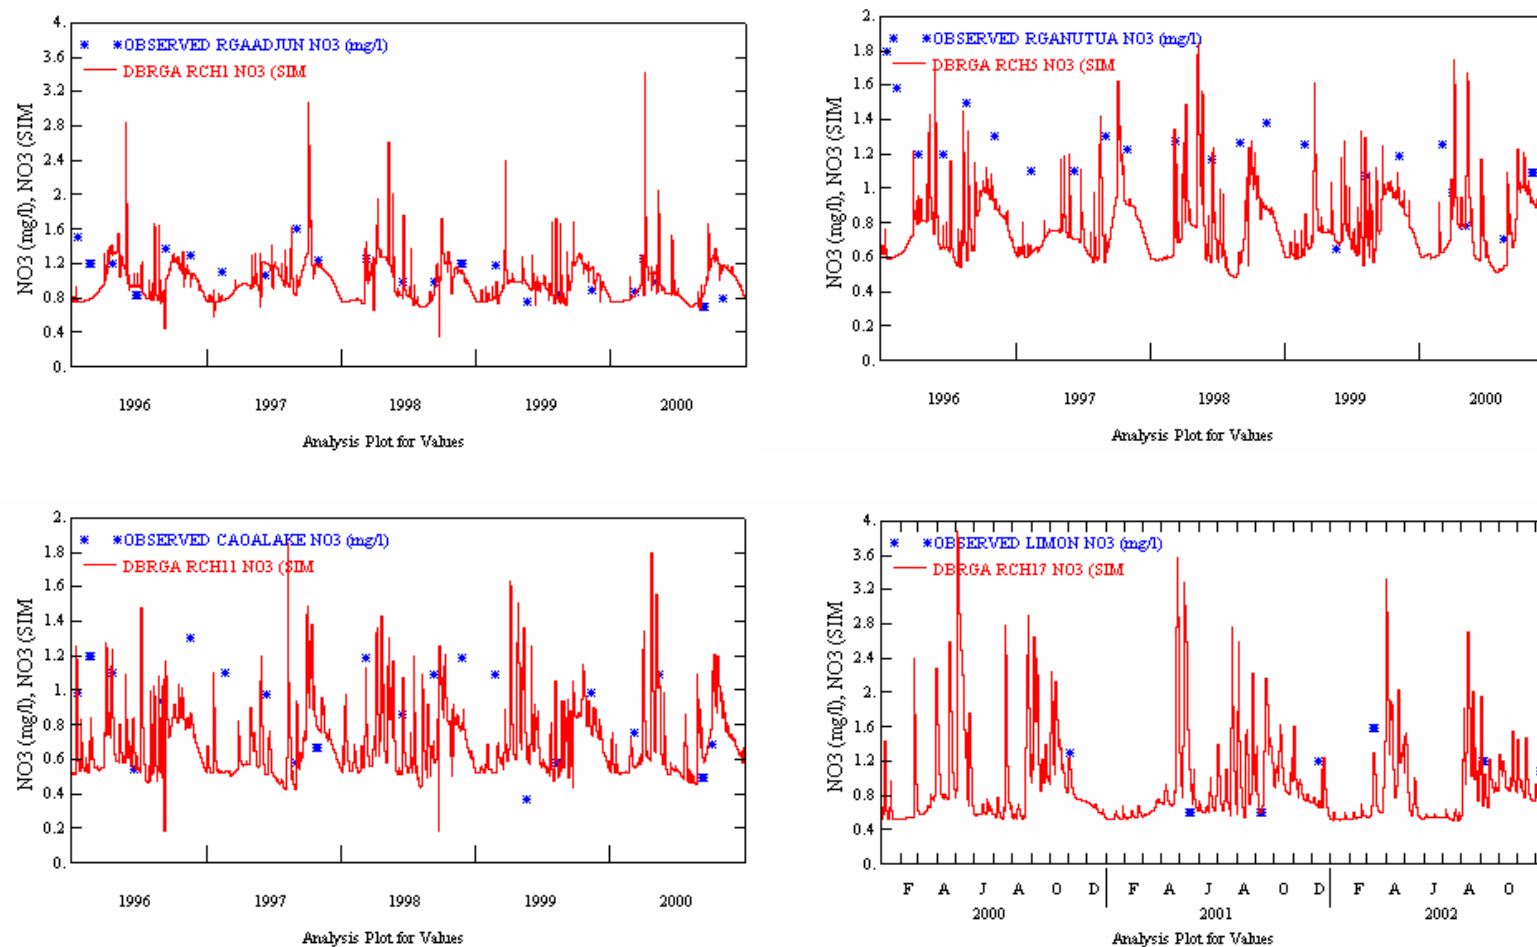 4.
3.6
3.2
2.8
2.4
2.0
1.6
1.2
0.8
0.4
0.
NO3 (mg/l), NO3 (SIM
OBSERVED RGAADJUN NO3 (mg/l)
DBRGA RCH1 NO3 (SIM
1996 1997 1998 1999 2000
Analysis Plot for Values
2.
1.8
1.6
1.4
1.2
1.0
0.8
0.6
0.4
0.2
0.
NO3 (mg/l), NO3 (SIM
OBSERVED RGANUTUA NO3 (mg/l)
DBRGA RCH5 NO3 (SIM
1996 1997 1998 1999 2000
Analysis Plot for Values
2.
1.8
1.6
1.4
1.2
1.0
0.8
0.6
0.4
0.2
0.
NO3 (mg/l), NO3 (SIM
OBSERVED CAOALAKE NO3 (mg/l)
DBRGA RCH11 NO3 (SIM
1996 1997 1998 1999 2000
Analysis Plot for Values
4.
3.6
3.2
2.8
2.4
2.0
1.6
1.2
0.8
0.4
0.
NO3 (mg/l), NO3 (SIM
OBSERVED LIMON NO3 (mg/l)
DBRGA RCH17 NO3 (SIM
F A J A O D F A J A O D F A J A O
2000 2001 2002
Analysis Plot for Values